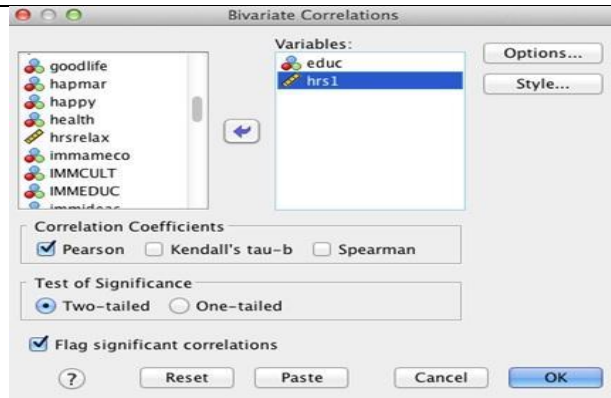 Bivariate Correlations
goodlife
hapmar
happy
health
hrsrelax
immameco
IMMCULT
IMMEDUC
immideas
Variables:
educ
hrs1
Options...
Style...
Correlation Coefficients
Pearson Kendall's tau-b Spearman
Test of Significance
Two-tailed One-tailed
Flag significant correlations
? Reset Paste Cancel OK